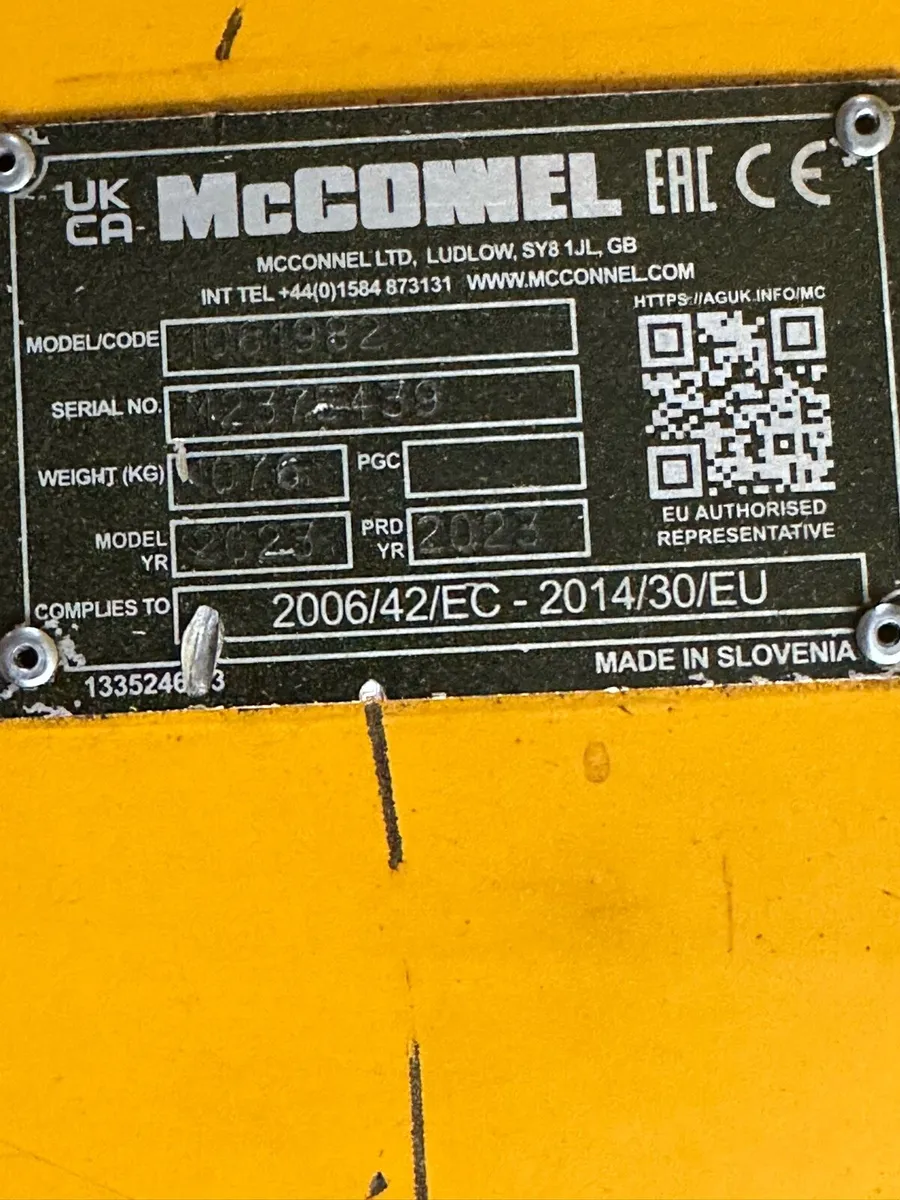 UK
CA
McCONNEL
EAC CE
MCCONNEL LTD, LUDLOW, SY8 1JL, GB
INT TEL +44(0)1584 873131 WWW.MCCONNEL.COM
HTTPS://AGUK.INFO/MC
MODEL/CODE 1081982
SERIAL NO.
WEIGHT (KG)
PGC
EU AUTHORISED
REPRESENTATIVE
MODEL
YR 2023
PRD
YR 2023
COMPLIES TO 2006/42/EC - 2014/30/EU
MADE IN SLOVENIA